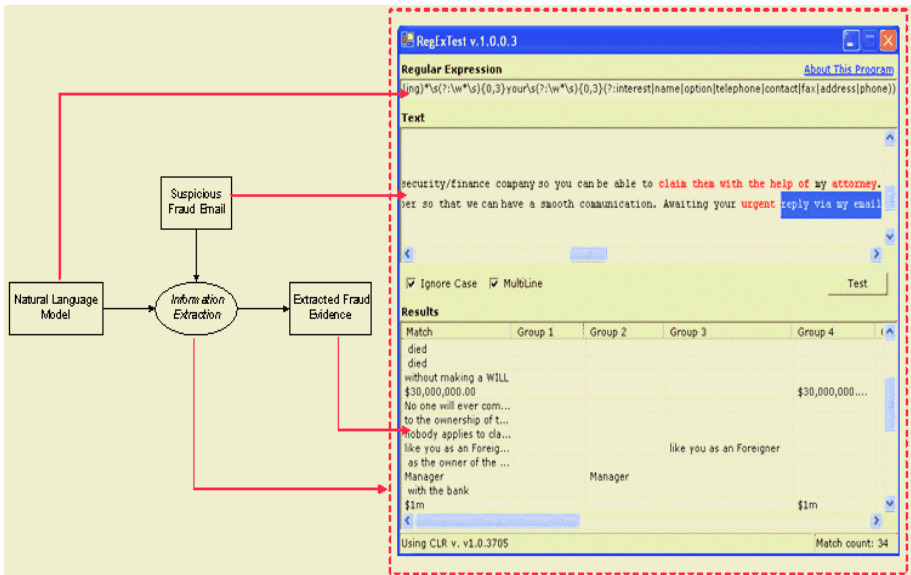 Suspicious
Fraud Email
Natural Language
Model
Information
Extraction
Extracted Fraud
Evidence
RegExTest v.1.0.0.3
Regular Expression
About This Program
ling)*\s(?:\w*\s){0,3}your\s(?:\w*\s){0,3}(?:interest|name|option|telephone|contact|fax|address|phone))
Text
security/finance company so you can be able to claim them with the help of my attorney.
ber so that we can have a smooth communication. Awaiting your urgent reply via my email
Ignore Case
MultiLine
Test
Results
Match Group 1 Group 2 Group 3 Group 4
died
died
without making a WILL
$30,000,000.00 $30,000,000....
No one will ever com...
to the ownership of t...
nobody applies to cla...
like you as an Foreig... like you as an Foreigner
as the owner of the ...
Manager Manager
with the bank
$1m $1m
Using CLR v. v1.0.3705
Match count: 34